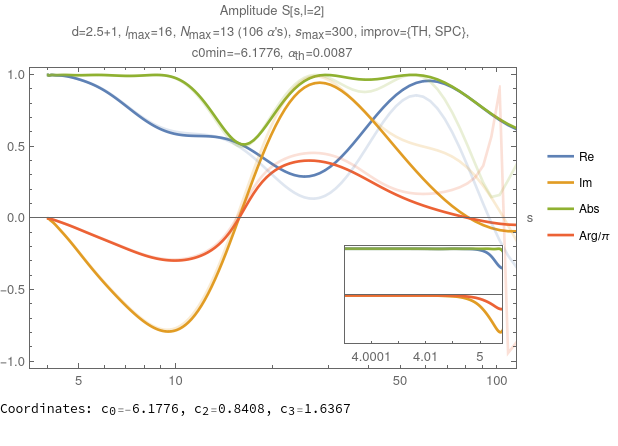 Amplitude S[s,l=2]
d=2.5+1, lmax=16, Nmax=13 (106 α's), smax=300, improv={TH, SPC},
c0min=-6.1776, αth=0.0087
1.0
0.5
0.0
-0.5
-1.0
s
Re
Im
Abs
Arg/π
4.0001 4.01 5
5 10 50 100
Coordinates: c0=-6.1776, c2=0.8408, c3=1.6367